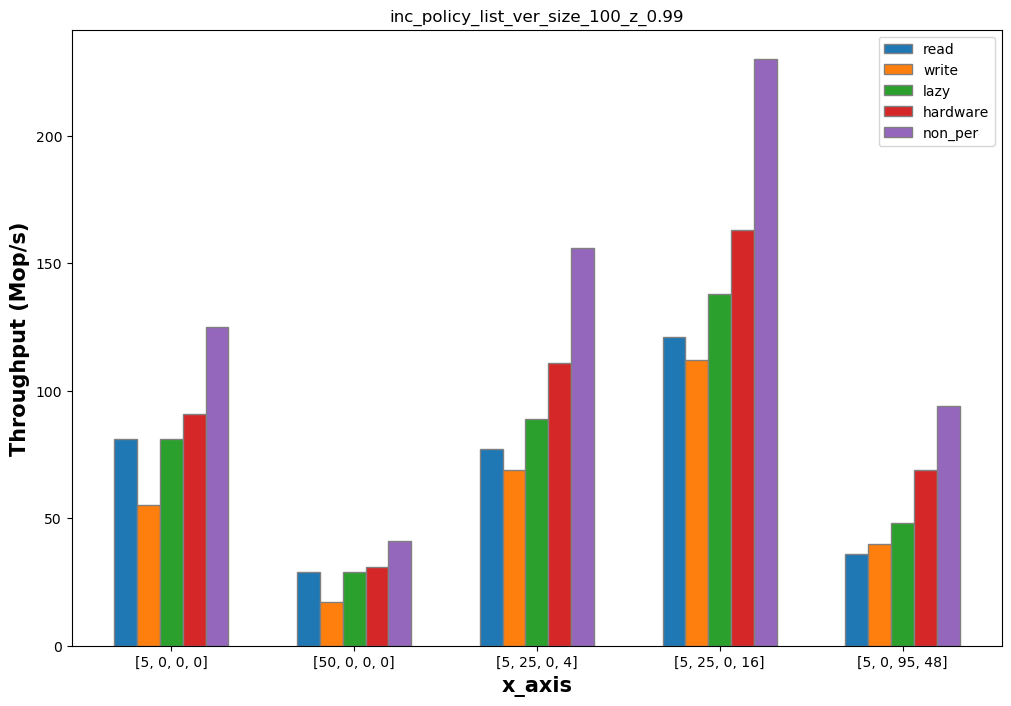 inc_policy_list_ver_size_100_z_0.99
read
write
lazy
hardware
non_per
Throughput (Mop/s)
200
150
100
50
0
[5, 0, 0, 0]
[50, 0, 0, 0]
[5, 25, 0, 4]
[5, 25, 0, 16]
[5, 0, 95, 48]
x_axis